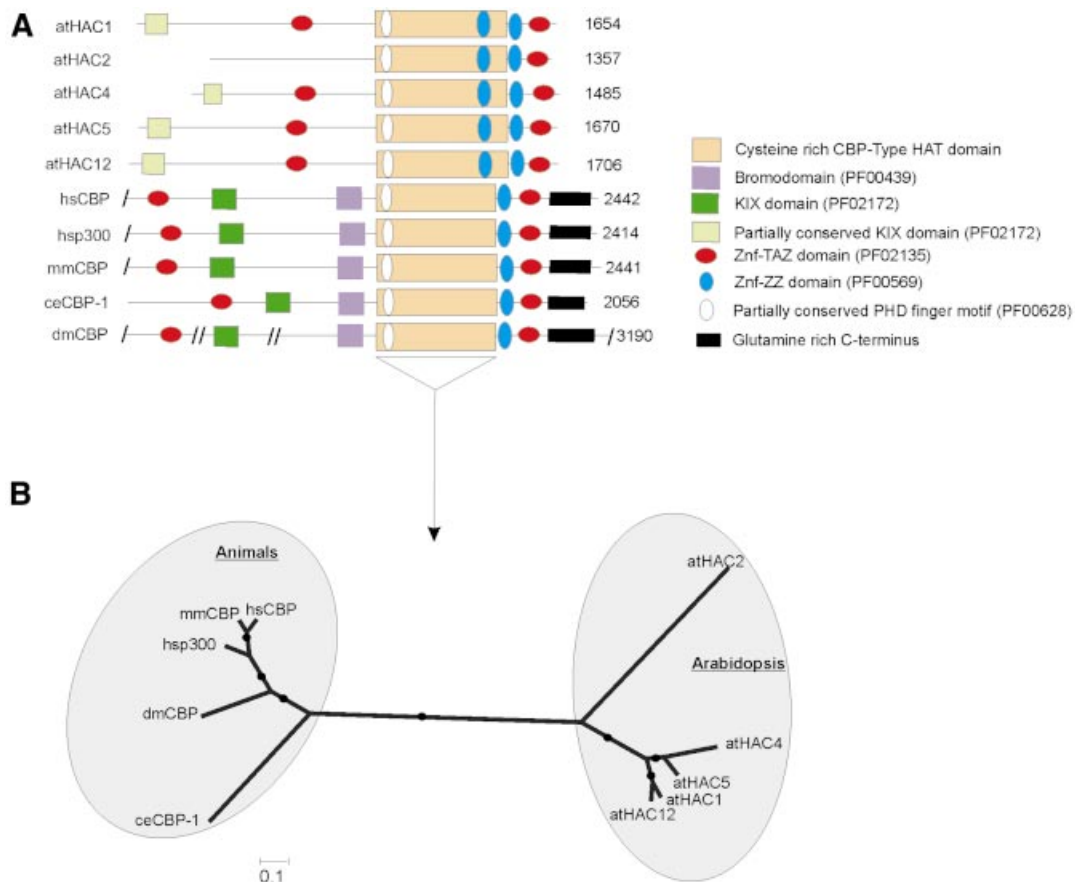 A
atHAC1 1654
atHAC2 1357
atHAC4 1485
atHAC5 1670
atHAC12 1706
hsCBP 2442
hsp300 2414
mmCBP 2441
ceCBP-1 2056
dmCBP 3190
Cysteine rich CBP-Type HAT domain
Bromodomain (PF00439)
KIX domain (PF02172)
Partially conserved KIX domain (PF02172)
Znf-TAZ domain (PF02135)
Znf-ZZ domain (PF00569)
Partially conserved PHD finger motif (PF00628)
Glutamine rich C-terminus
B
Animals
mmCBP hsCBP
hsp300
dmCBP
ceCBP-1
0.1
atHAC2
Arabidopsis
atHAC4
atHAC5
atHAC1
atHAC12